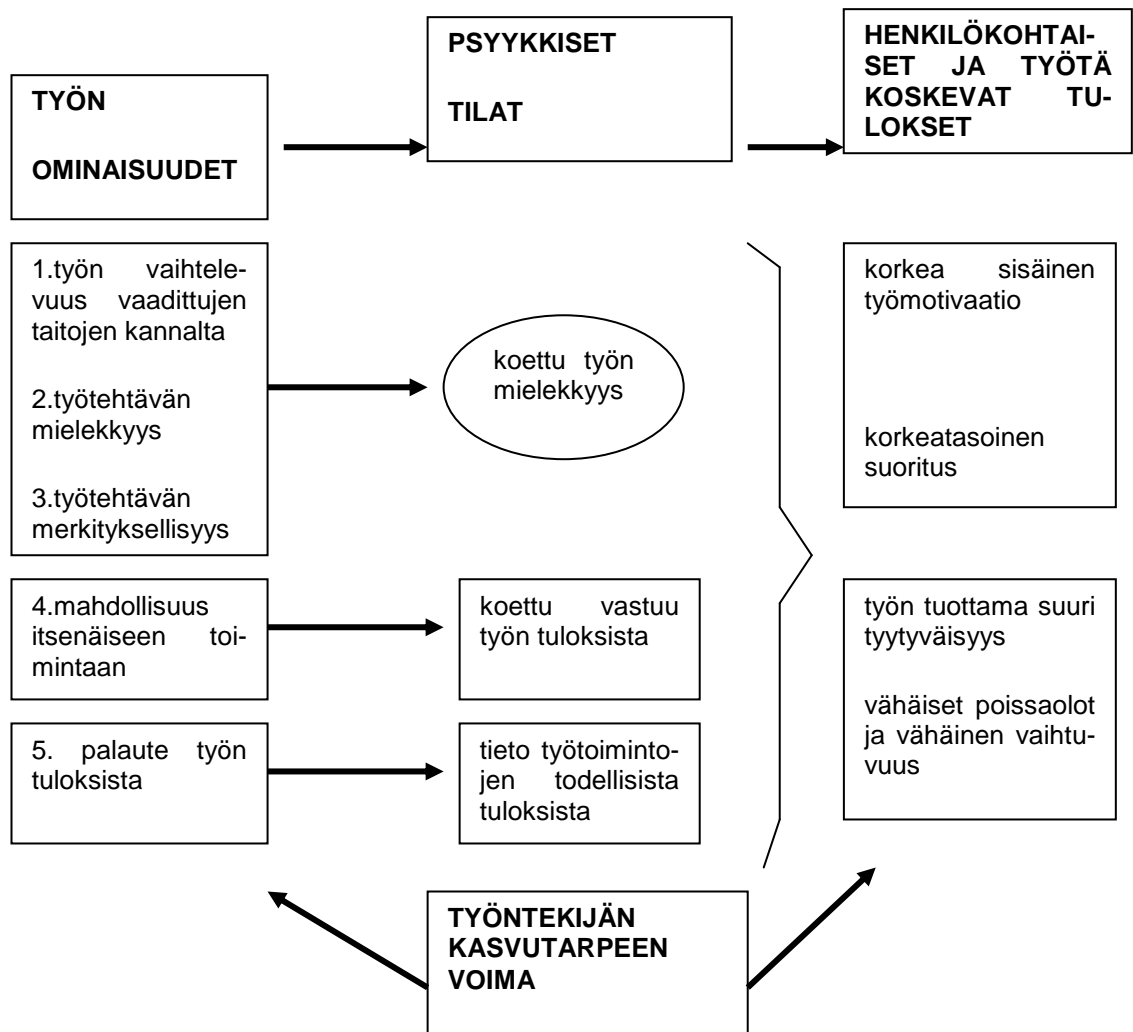 TYÖN
OMINAISUUDET
PSYYKKISET
TILAT
HENKILÖKOHTAI-
SET JA TYÖTÄ
KOSKEVAT TU-
LOKSET
1.työn vaihtele-
vuus vaadittujen
taitojen kannalta
2.työtehtävän
mielekkyys
3.työtehtävän
merkityksellisyys
koettu työn
mielekkyys
korkea sisäinen
työmotivaatio
korkeatasoinen
suoritus
4.mahdollisuus
itsenäiseen toi-
mintaan
koettu vastuu
työn tuloksista
työn tuottama suuri
tyytyväisyys
vähäiset poissaolot
ja vähäinen vaihtu-
vuus
5. palaute työn
tuloksista
tieto työtoiminto-
jen todellisista
tuloksista
TYÖNTEKIJÄN
KASVUTARPEEN
VOIMA